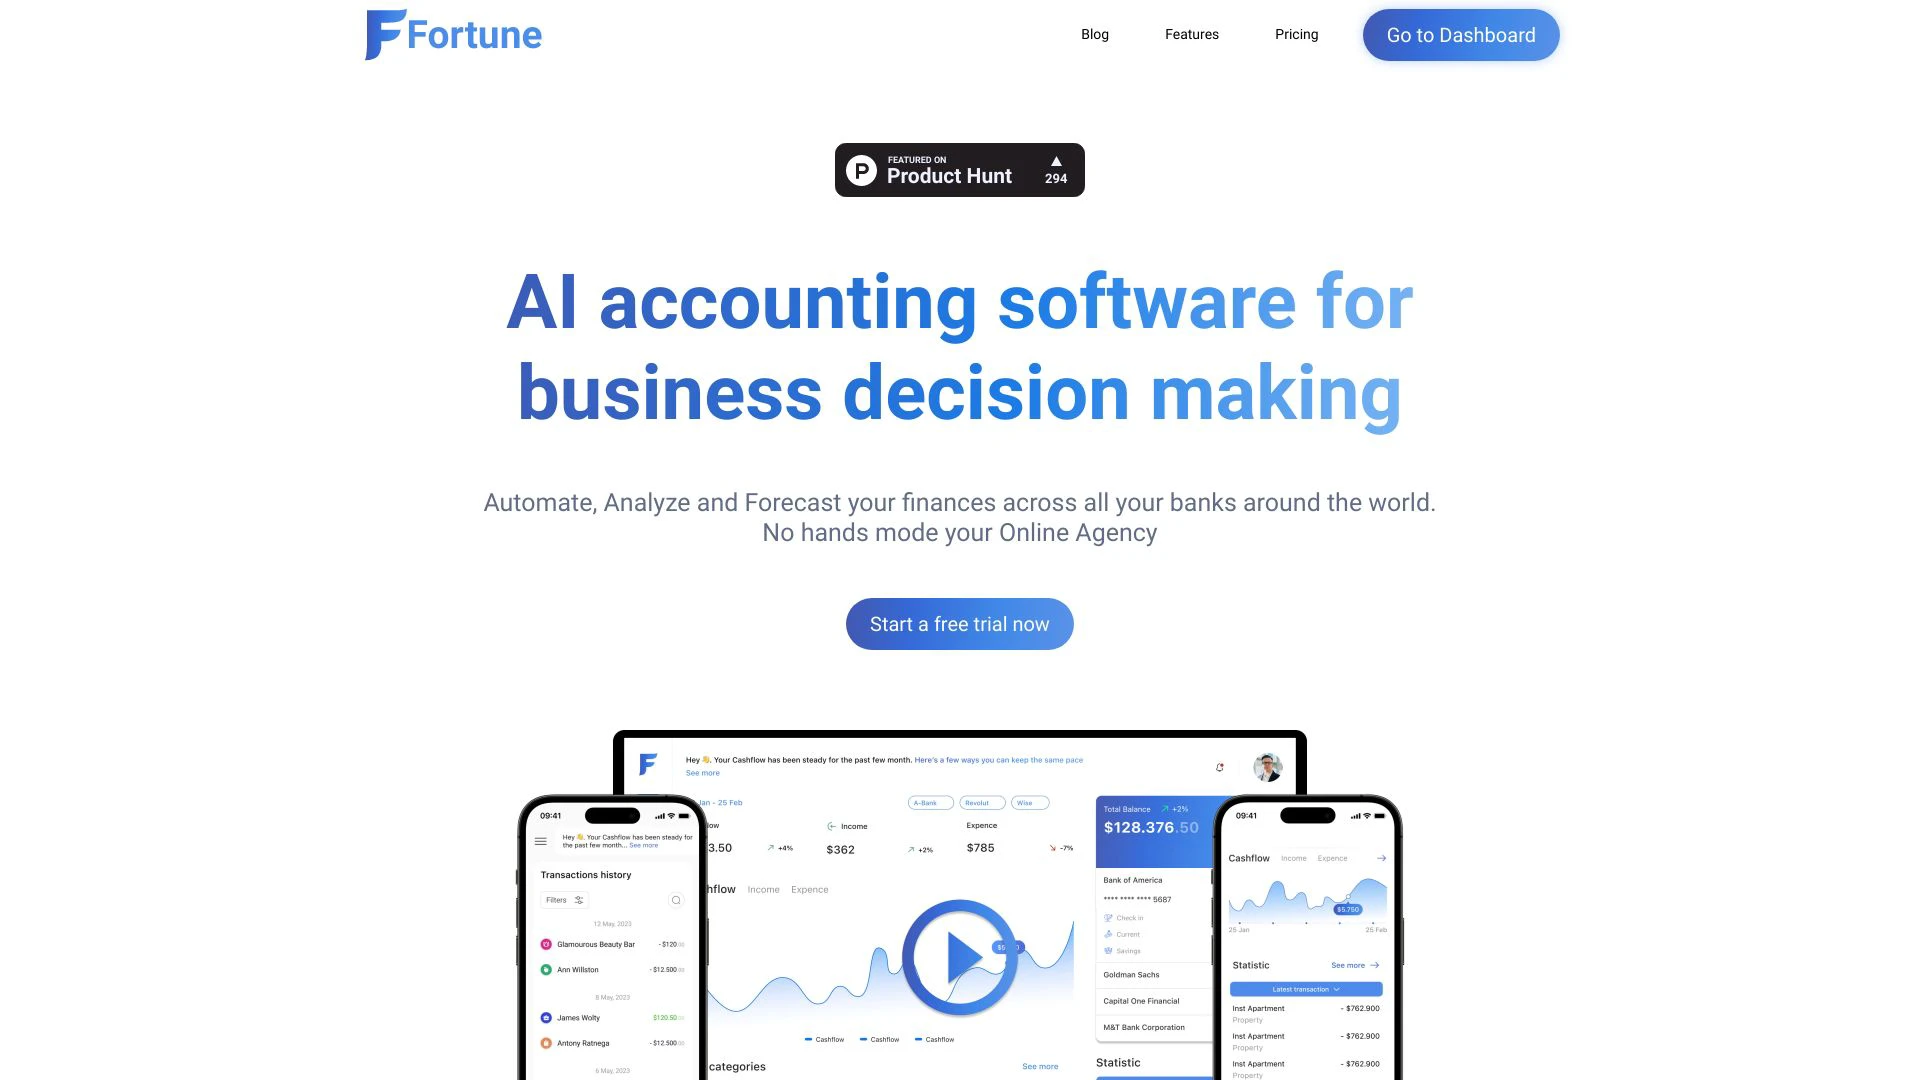 Fortune
Blog
Features
Pricing
Go to Dashboard
FEATURED ON
Product Hunt
294
AI accounting software for
business decision making
Automate, Analyze and Forecast your finances across all your banks around the world.
No hands mode your Online Agency
Start a free trial now
Hey 👋. Your Cashflow has been steady for the past few month. Here's a few ways you can keep the same pace
See more
Jan - 25 Feb
A-Bank
Revolut
Wise
Income
Expence
3.50
+4%
$362
+2%
$785
-7%
hflow
Income
Expence
Cashflow
Cashflow
Cashflow
categories
See more
Total Balance
+2%
$128.376.50
Bank of America
**** **** **** 5687
Check in
Current
Savings
Goldman Sachs
Capital One Financial
M&T Bank Corporation
Statistic
09:41
Hey 👋. Your Cashflow has been steady for
the past few month... See more
Transactions history
Filters
12 May, 2023
Glamourous Beauty Bar
- $120.00
Ann Willston
- $12.500.00
8 May, 2023
James Wolty
$120.50.00
Antony Ratnega
- $12.500.00
6 May, 2023
09:41
Cashflow
Income
Expence
$5.750
25 Jan
25 Feb
Statistic
See more
Latest transaction
Inst Apartment
- $762.900
Property
Inst Apartment
- $762.900
Property
Inst Apartment
- $762.900
Property